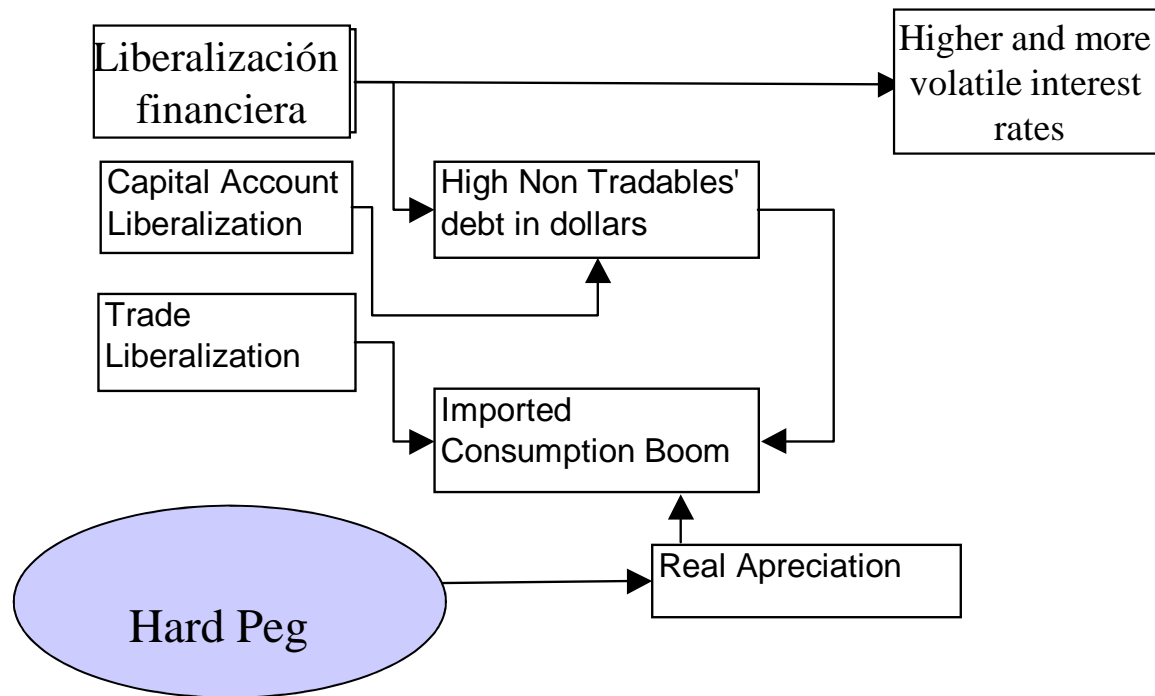 Liberalización
financiera
Higher and more
volatile interest
rates
Capital Account
Liberalization
High Non Tradables'
debt in dollars
Trade
Liberalization
Imported
Consumption Boom
Real Apreciation
Hard Peg